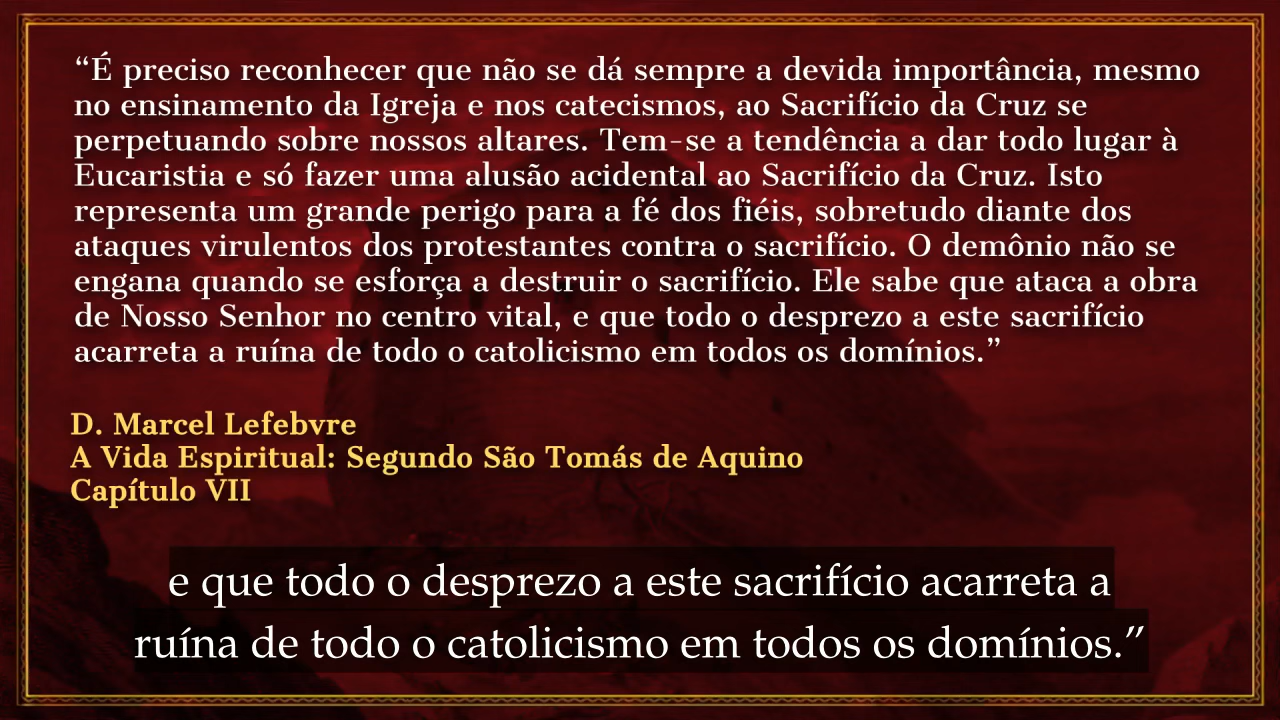 “É preciso reconhecer que não se dá sempre a devida importância, mesmo
no ensinamento da Igreja e nos catecismos, ao Sacrifício da Cruz se
perpetuando sobre nossos altares. Tem-se a tendência a dar todo lugar à
Eucaristia e só fazer uma alusão acidental ao Sacrifício da Cruz. Isto
representa um grande perigo para a fé dos fiéis, sobretudo diante dos
ataques virulentos dos protestantes contra o sacrifício. O demônio não se
engana quando se esforça a destruir o sacrifício. Ele sabe que ataca a obra
de Nosso Senhor no centro vital, e que todo o desprezo a este sacrifício
acarreta a ruína de todo o catolicismo em todos os domínios.”
D. Marcel Lefebvre
A Vida Espiritual: Segundo São Tomás de Aquino
Capítulo VII
e que todo o desprezo a este sacrifício acarreta a
ruína de todo o catolicismo em todos os domínios.”